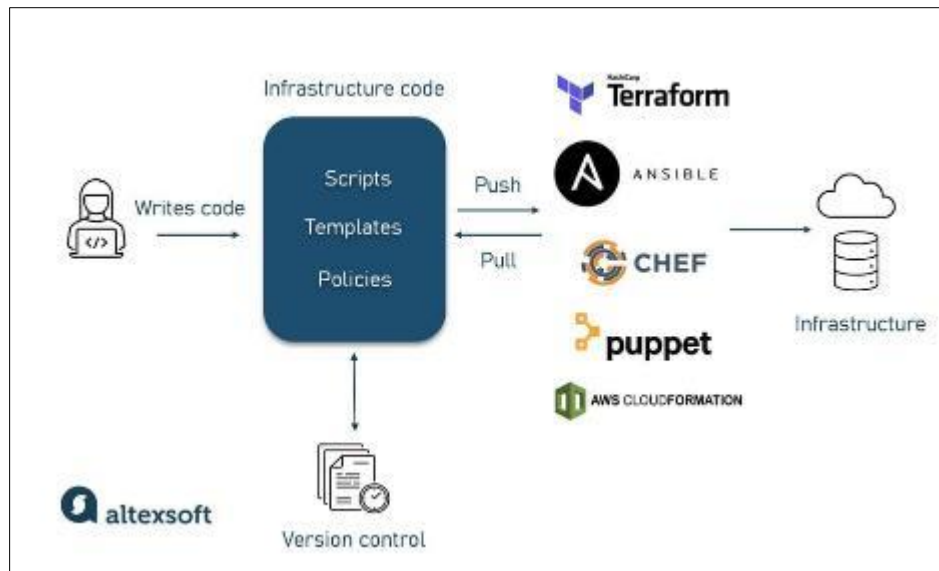 Infrastructure code
HashiCorp
Terraform
Scripts
Templates
Policies
Writes code
</>
Push
Pull
ANSIBLE
CHEF
puppet
AWS CLOUDFORMATION
Infrastructure
Version control
altexsoft